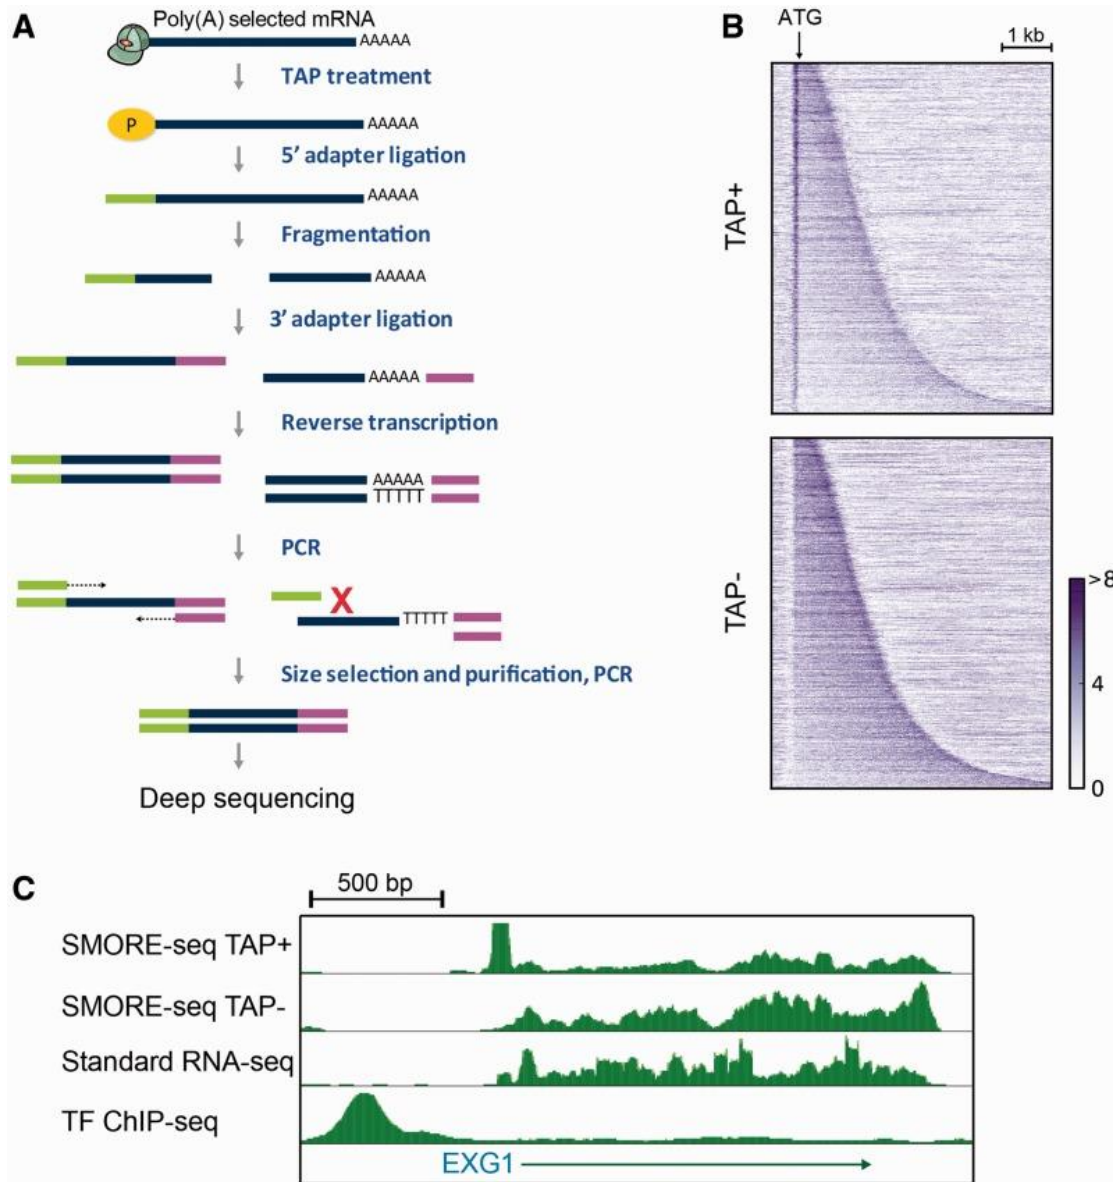 A
Poly(A) selected mRNA
AAAAA
TAP treatment
P
AAAAA
5' adapter ligation
AAAAA
Fragmentation
AAAAA
3' adapter ligation
AAAAA
Reverse transcription
AAAAA
TTTTT
PCR
X
TTTTT
Size selection and purification, PCR
Deep sequencing
B
ATG
1 kb
TAP+
TAP-
>8
4
0
C
500 bp
SMORE-seq TAP+
SMORE-seq TAP-
Standard RNA-seq
TF ChIP-seq
EXG1